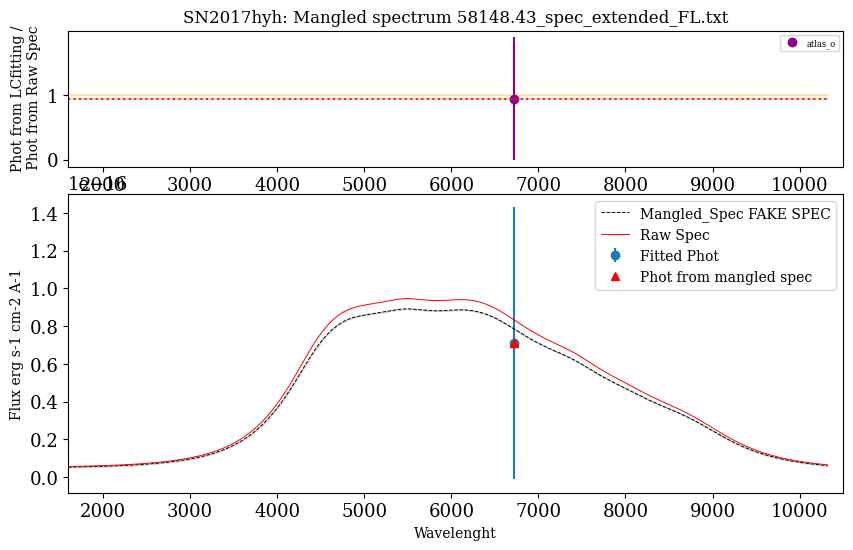 SN2017hyh: Mangled spectrum 58148.43_spec_extended_FL.txt
Phot from LCfitting /
Phot from Raw Spec
1
0
atlas_o
2000 3000 4000 5000 6000 7000 8000 9000 10000
1e−16
Flux erg s-1 cm-2 A-1
1.4
1.2
1.0
0.8
0.6
0.4
0.2
0.0
Mangled_Spec FAKE SPEC
Raw Spec
Fitted Phot
Phot from mangled spec
2000 3000 4000 5000 6000 7000 8000 9000 10000
Wavelenght